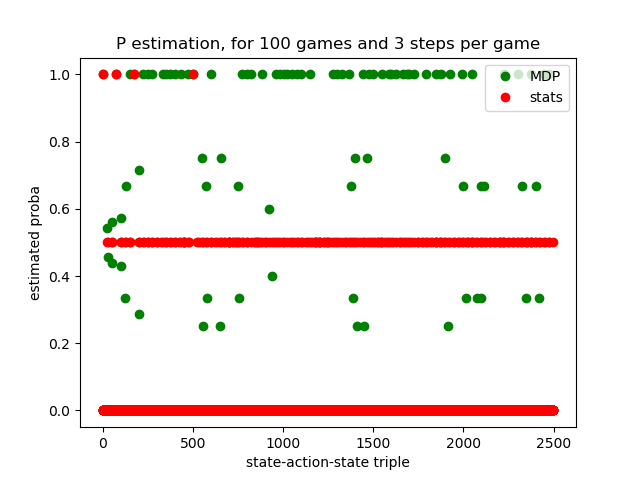 P estimation, for 100 games and 3 steps per game
MDP
stats
1.0
0.8
0.6
0.4
0.2
0.0
estimated proba
0
500
1000
1500
2000
2500
state-action-state triple